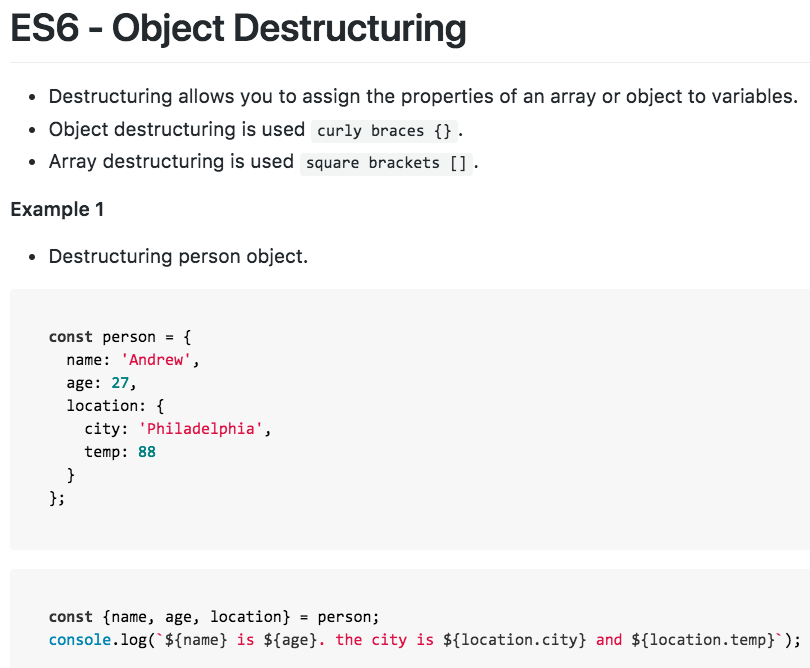 ES6 - Object Destructuring
Destructuring allows you to assign the properties of an array or object to variables.
Object destructuring is used curly braces {}.
Array destructuring is used square brackets [].
Example 1
Destructuring person object.
const person = {
  name: 'Andrew',
  age: 27,
  location: {
    city: 'Philadelphia',
    temp: 88
  }
};
const {name, age, location} = person;
console.log(`${name} is ${age}. the city is ${location.city} and ${location.temp}`);